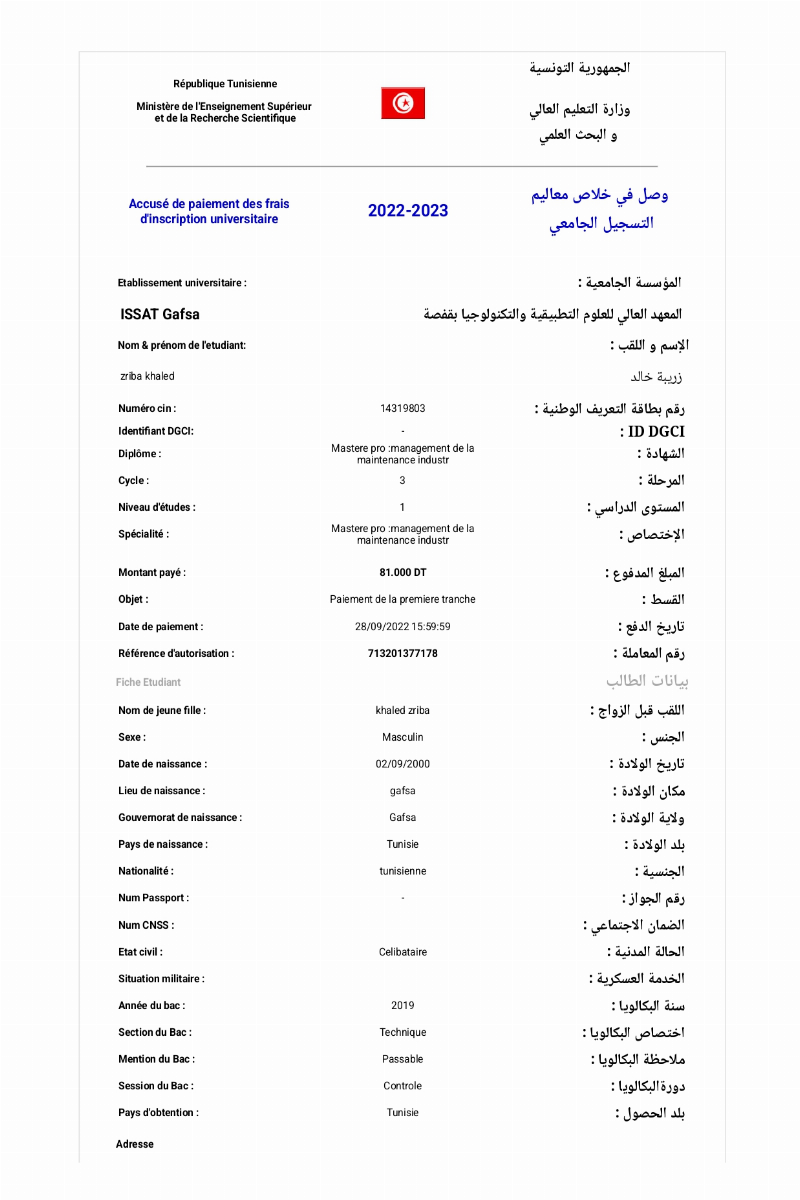 République Tunisienne
Ministère de l'Enseignement Supérieur
et de la Recherche Scientifique
الجمهورية التونسية
وزارة التعليم العالي
و البحث العلمي
Accusé de paiement des frais
d'inscription universitaire
2022-2023
وصل في خلاص معاليم
التسجيل الجامعي
Etablissement universitaire : المؤسسة الجامعية :
ISSAT Gafsa المعهد العالي للعلوم التطبيقية والتكنولوجيا بقفصة
Nom & prénom de l'etudiant: الإسم و اللقب :
zriba khaled زريبة خالد
Numéro cin : 14319803 رقم بطاقة التعريف الوطنية :
Identifiant DGCI: - ID DGCI :
Diplôme : Mastere pro :management de la
maintenance industr الشهادة :
Cycle : 3 المرحلة :
Niveau d'études : 1 المستوى الدراسي :
Spécialité : Mastere pro :management de la
maintenance industr الإختصاص :
Montant payé : 81.000 DT المبلغ المدفوع :
Objet : Paiement de la premiere tranche القسط :
Date de paiement : 28/09/2022 15:59:59 تاريخ الدفع :
Référence d'autorisation : 713201377178 رقم المعاملة :
Fiche Etudiant بيانات الطالب
Nom de jeune fille : khaled zriba اللقب قبل الزواج :
Sexe : Masculin الجنس :
Date de naissance : 02/09/2000 تاريخ الولادة :
Lieu de naissance : gafsa مكان الولادة :
Gouvernorat de naissance : Gafsa ولاية الولادة :
Pays de naissance : Tunisie بلد الولادة :
Nationalité : tunisienne الجنسية :
Num Passport : - رقم الجواز :
Num CNSS : الضمان الاجتماعي :
Etat civil : Celibataire الحالة المدنية :
Situation militaire : الخدمة العسكرية :
Année du bac : 2019 سنة البكالويا :
Section du Bac : Technique اختصاص البكالويا :
Mention du Bac : Passable ملاحظة البكالويا :
Session du Bac : Controle دورةالبكالويا :
Pays d'obtention : Tunisie بلد الحصول :
Adresse